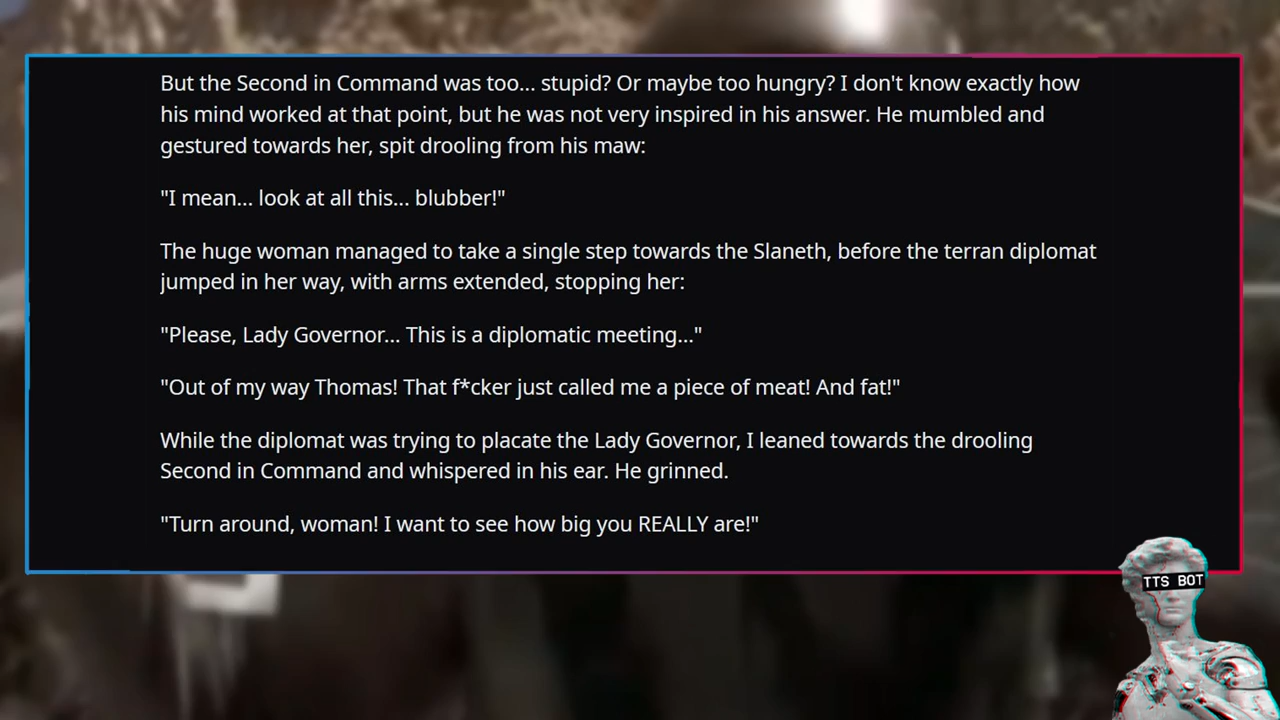 But the Second in Command was too... stupid? Or maybe too hungry? I don't know exactly how
his mind worked at that point, but he was not very inspired in his answer. He mumbled and
gestured towards her, spit drooling from his maw:
"I mean... look at all this... blubber!"
The huge woman managed to take a single step towards the Slaneth, before the terran diplomat
jumped in her way, with arms extended, stopping her:
"Please, Lady Governor... This is a diplomatic meeting..."
"Out of my way Thomas! That f*cker just called me a piece of meat! And fat!"
While the diplomat was trying to placate the Lady Governor, I leaned towards the drooling
Second in Command and whispered in his ear. He grinned.
"Turn around, woman! I want to see how big you REALLY are!"
TTS BOT